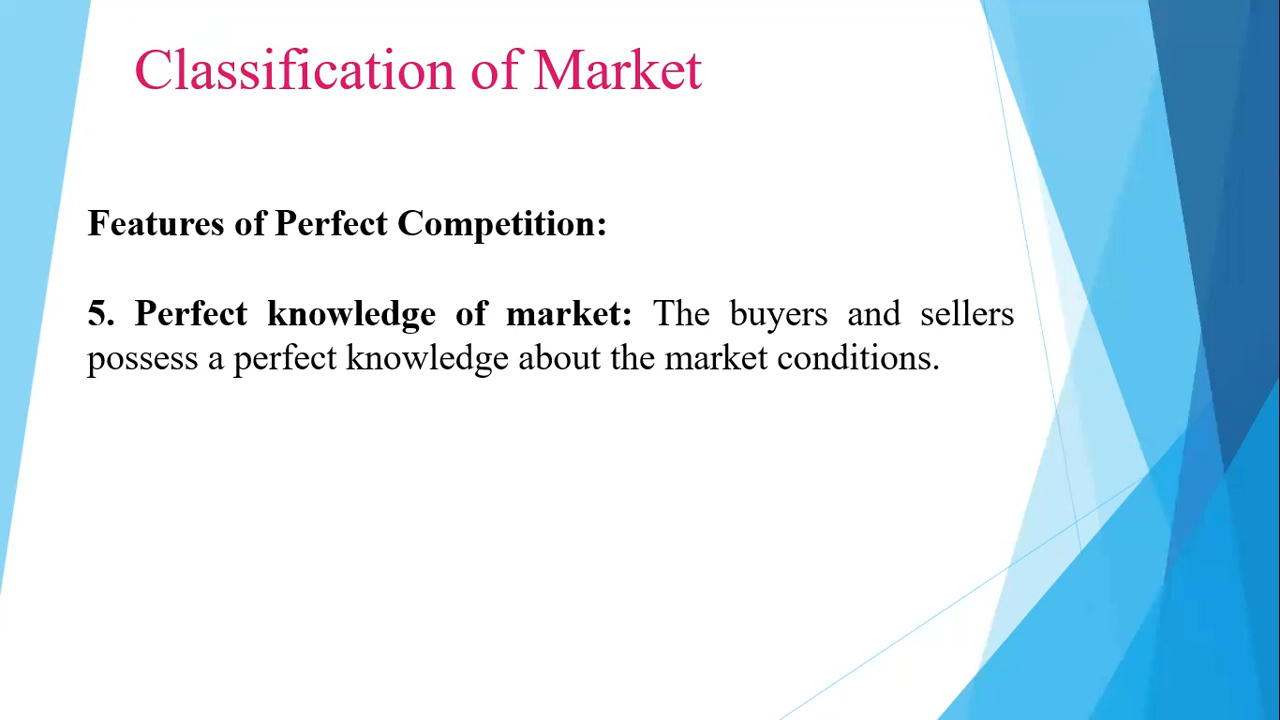 Classification of Market
Features of Perfect Competition:
5. Perfect knowledge of market: The buyers and sellers
possess a perfect knowledge about the market conditions.